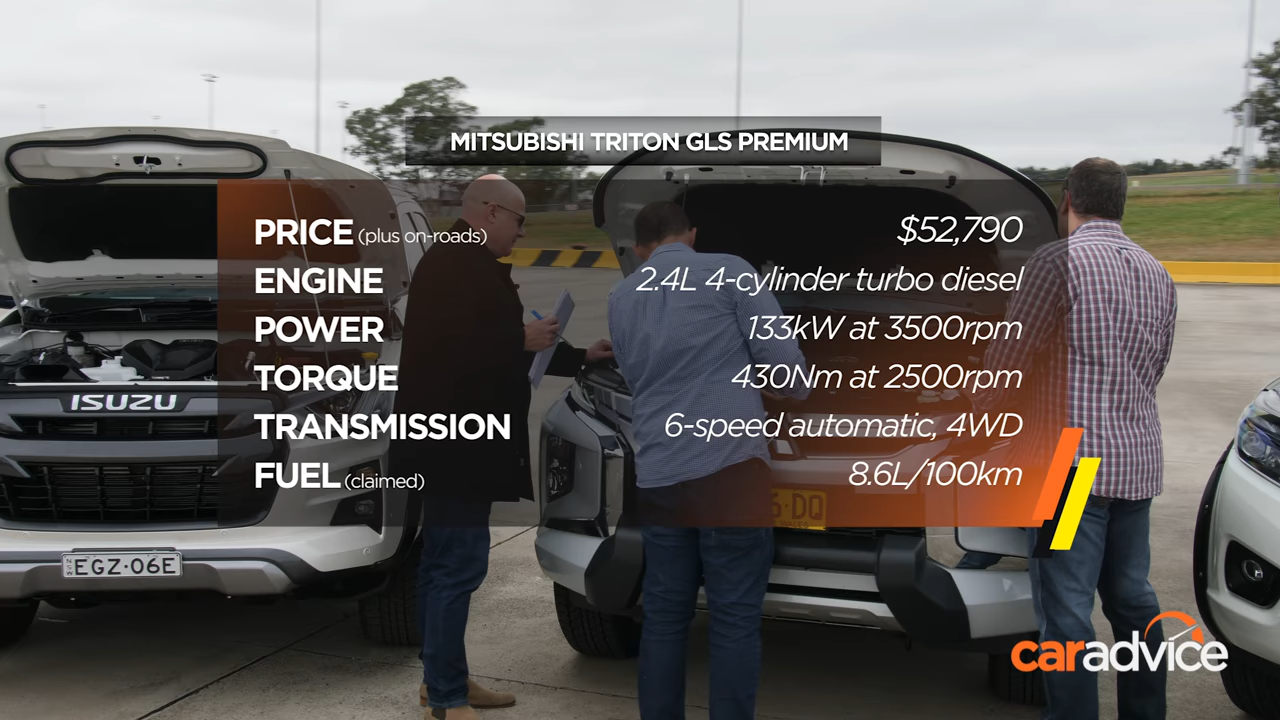 MITSUBISHI TRITON GLS PREMIUM
PRICE (plus on-roads) $52,790
ENGINE 2.4L 4-cylinder turbo diesel
POWER 133kW at 3500rpm
TORQUE 430Nm at 2500rpm
TRANSMISSION 6-speed automatic, 4WD
FUEL (claimed) 8.6L/100km
ISUZU
EGZ·06E
DQ
caradvice